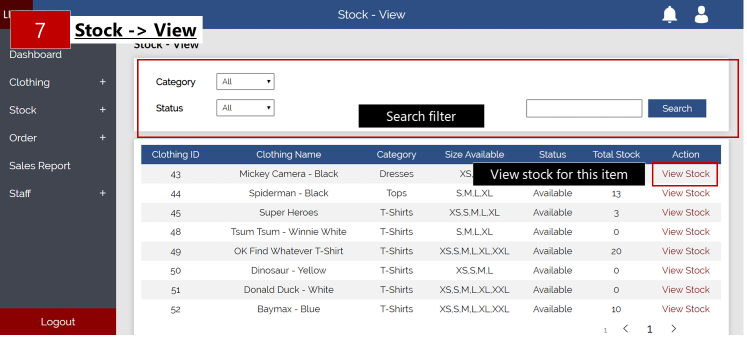 Stock - View
7 Stock -> View
Stock - View
Dashboard
Clothing +
Stock +
Order +
Sales Report
Staff +
Logout
Category All
Status All
Search filter
Search
Clothing ID Clothing Name Category Size Available Status Total Stock Action
43 Mickey Camera - Black Dresses XS, View stock for this item View Stock
44 Spiderman - Black Tops S,M,L,XL Available 13 View Stock
45 Super Heroes T-Shirts XS,S,M,L,XL Available 3 View Stock
48 Tsum Tsum - Winnie White T-Shirts S,M,L,XL Available 0 View Stock
49 OK Find Whatever T-Shirt T-Shirts XS,S,M,L,XL,XXL Available 20 View Stock
50 Dinosaur - Yellow T-Shirts XS,S,M,L Available 0 View Stock
51 Donald Duck - White T-Shirts XS,S,M,L,XL,XXL Available 0 View Stock
52 Baymax - Blue T-Shirts XS,S,M,L,XL,XXL Available 10 View Stock
1 < 1 >